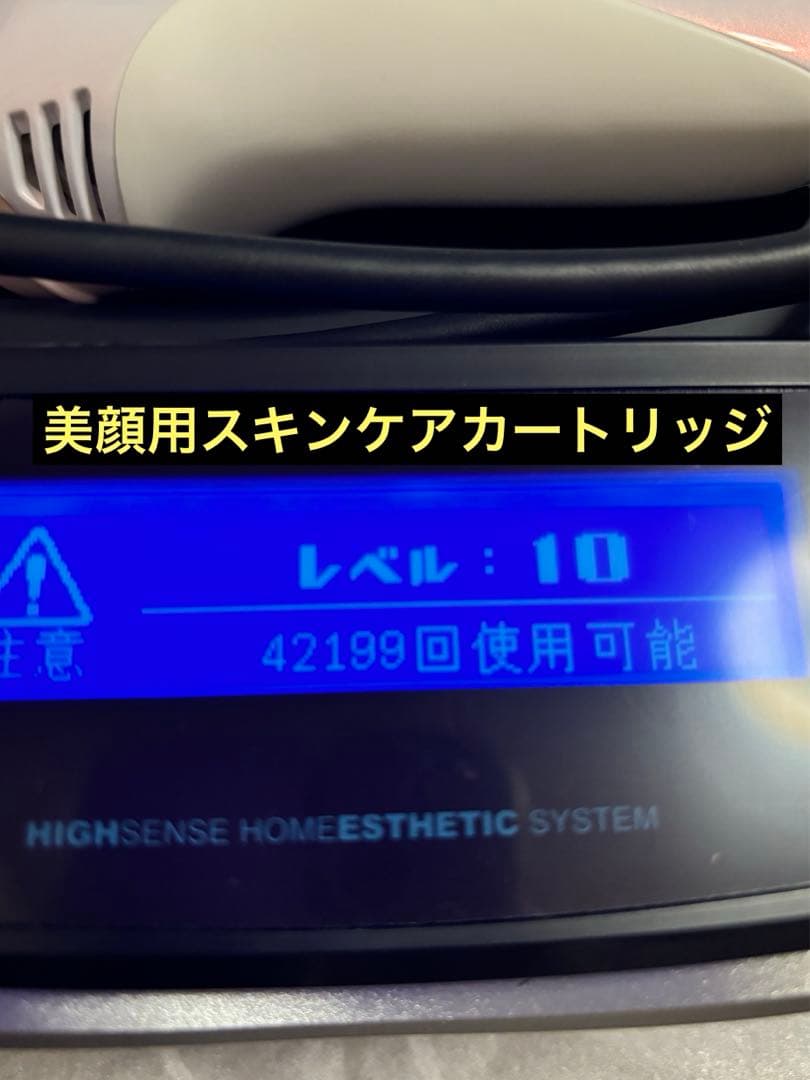 美顔用スキンケアカートリッジ
レベル：10
注意
42199回使用可能
HIGHSENSE HOMEESTHETIC SYSTEM